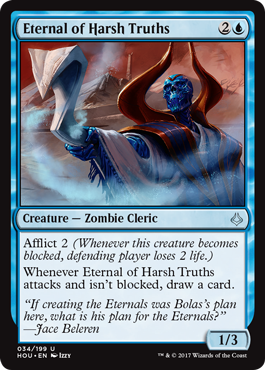 Eternal of Harsh Truths 2
Creature — Zombie Cleric
Afflict 2 (Whenever this creature becomes
blocked, defending player loses 2 life.)
Whenever Eternal of Harsh Truths
attacks and isn't blocked, draw a card.
“If creating the Eternals was Bolas's plan
here, what is his plan for the Eternals?”
—Jace Beleren
1/3
034/199 U
HOU • EN Izzy
™ & © 2017 Wizards of the Coast